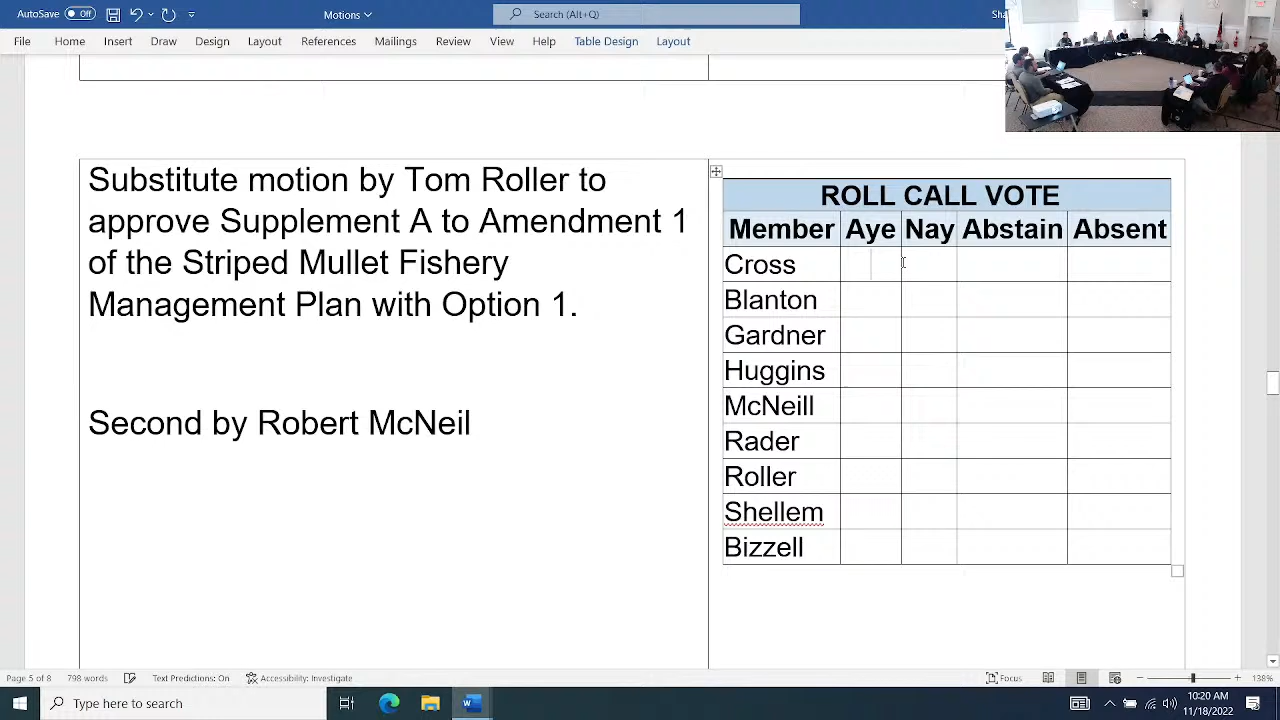 AutoSave Off Motions Search (Alt+Q) Sha
File Home Insert Draw Design Layout References Mailings Review View Help Table Design Layout
Substitute motion by Tom Roller to
approve Supplement A to Amendment 1
of the Striped Mullet Fishery
Management Plan with Option 1.
Second by Robert McNeil
ROLL CALL VOTE
Member Aye Nay Abstain Absent
Cross
Blanton
Gardner
Huggins
McNeill
Rader
Roller
Shellem
Bizzell
Page 5 of 8 798 words Text Predictions: On Accessibility: Investigate Focus 138%
Type here to search 10:20 AM
11/18/2022